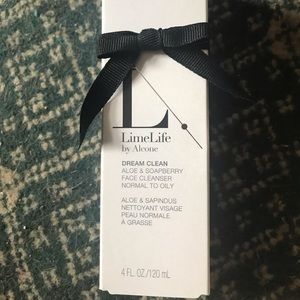 L
LimeLife
by Alcone
DREAM CLEAN
ALOE & SOAPBERRY
FACE CLEANSER
NORMAL TO OILY
ALOE & SAPINDUS
NETTOYANT VISAGE
PEAU NORMALE
À GRASSE
4 FL. OZ./120 mL